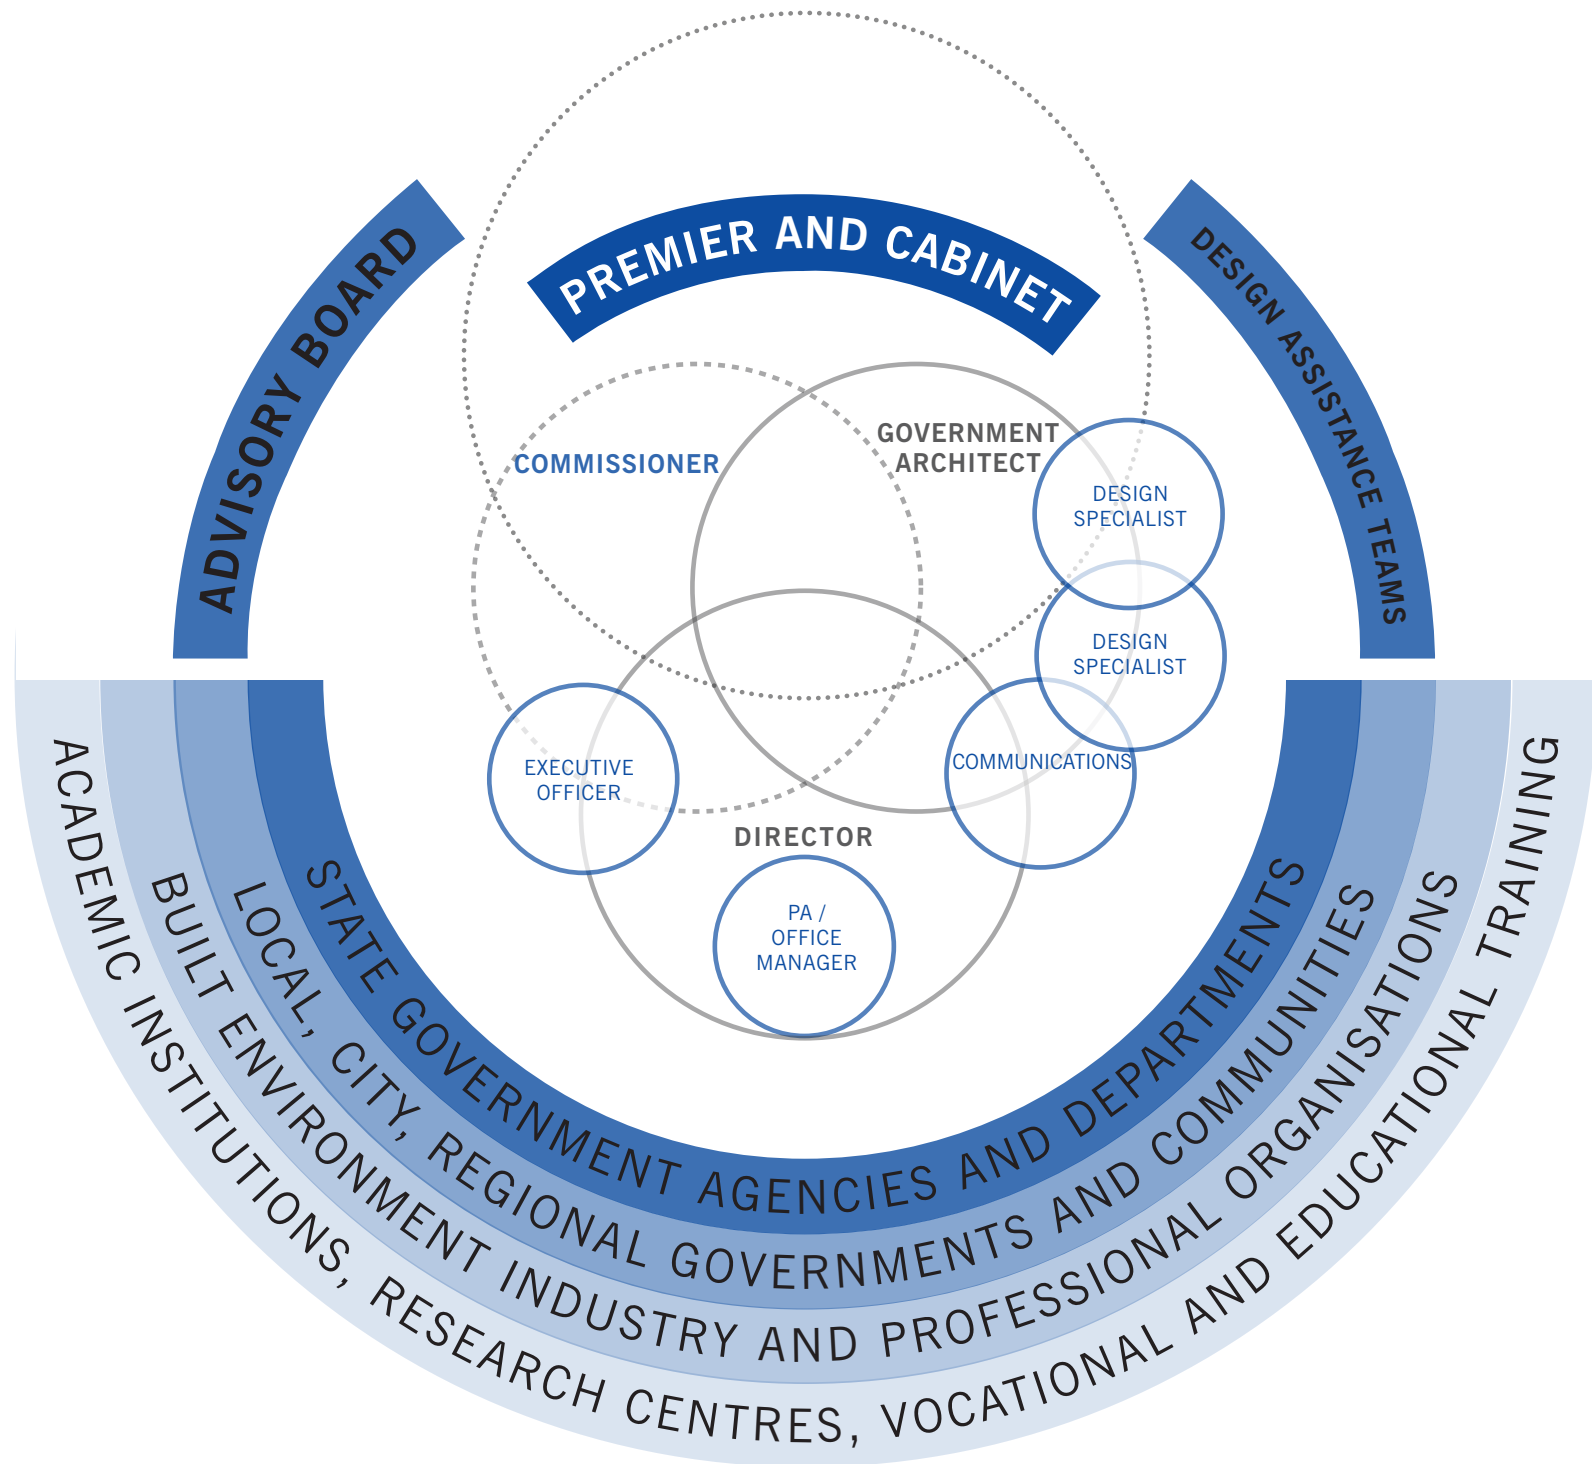 PREMIER AND CABINET
ADVISORY BOARD
DESIGN ASSISTANCE TEAMS
COMMISSIONER
GOVERNMENT
ARCHITECT
DESIGN
SPECIALIST
DESIGN
SPECIALIST
COMMUNICATIONS
EXECUTIVE
OFFICER
DIRECTOR
PA /
OFFICE
MANAGER
STATE GOVERNMENT AGENCIES AND DEPARTMENTS
LOCAL, CITY, REGIONAL GOVERNMENTS AND COMMUNITIES
BUILT ENVIRONMENT INDUSTRY AND PROFESSIONAL ORGANISATIONS
ACADEMIC INSTITUTIONS, RESEARCH CENTRES, VOCATIONAL AND EDUCATIONAL TRAINING